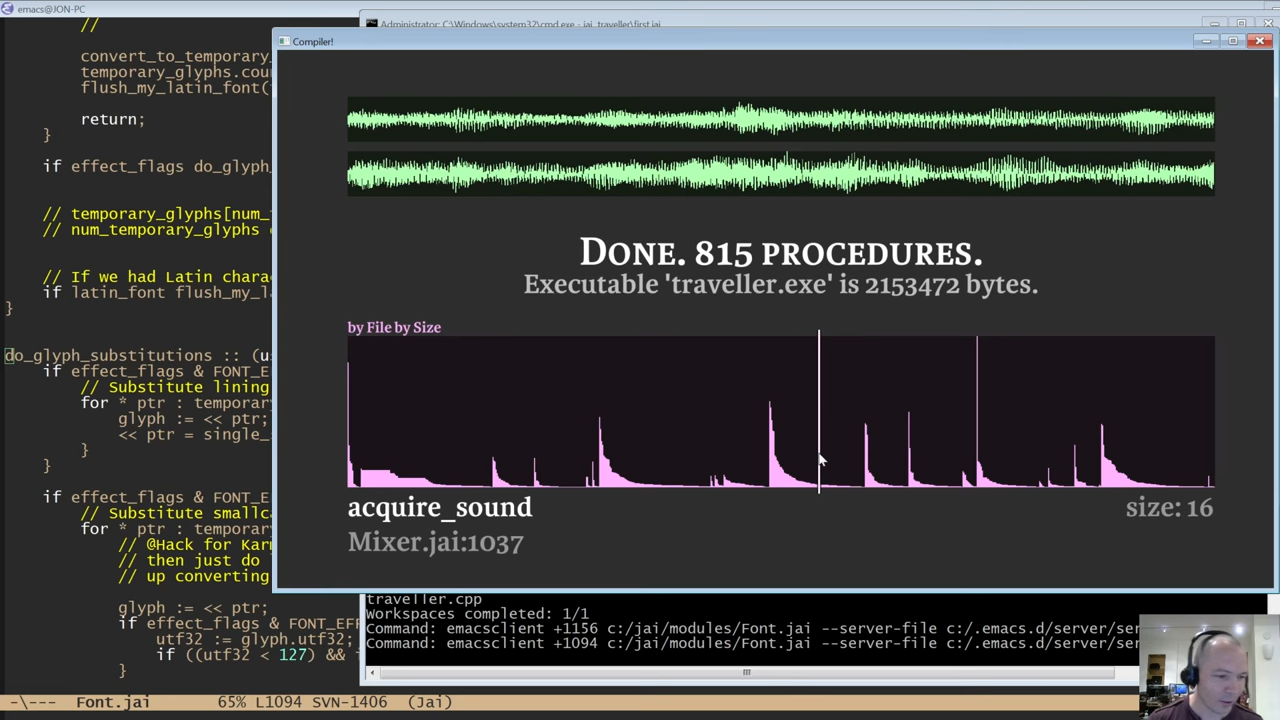 emacs@JON-PC
//
convert_to_temporary_
temporary_glyphs.cou
flush_my_latin_font(
return;
}
if effect_flags do_glyph_
// temporary_glyphs[num_
// num_temporary_glyphs
// If we had Latin chara
if latin_font flush_my_l
}
do_glyph_substitutions :: (u
if effect_flags & FONT_E
// Substitute lining
for * ptr : temporar
glyph := << ptr;
<< ptr = single_
}
}
if effect_flags & FONT_E
// Substitute smallc
for * ptr : temporar
// @Hack for Kar
// then just do
// up converting
glyph := << ptr;
if effect_flags & FONT_EFF
utf32 := glyph.utf32;
if ((utf32 < 127) &&
}
-\--- Font.jai 65% L1094 SVN-1406 (Jai)
Administrator: C:\Windows\system32\cmd.exe - jai traveller\first.jai
Compiler!
Done. 815 procedures.
Executable 'traveller.exe' is 2153472 bytes.
by File by Size
acquire_sound
size: 16
Mixer.jai:1037
traveller.cpp
Workspaces completed: 1/1
Command: emacsclient +1156 c:/jai/modules/Font.jai --server-file c:/.emacs.d/server/ser
Command: emacsclient +1094 c:/jai/modules/Font.jai --server-file c:/.emacs.d/server/se